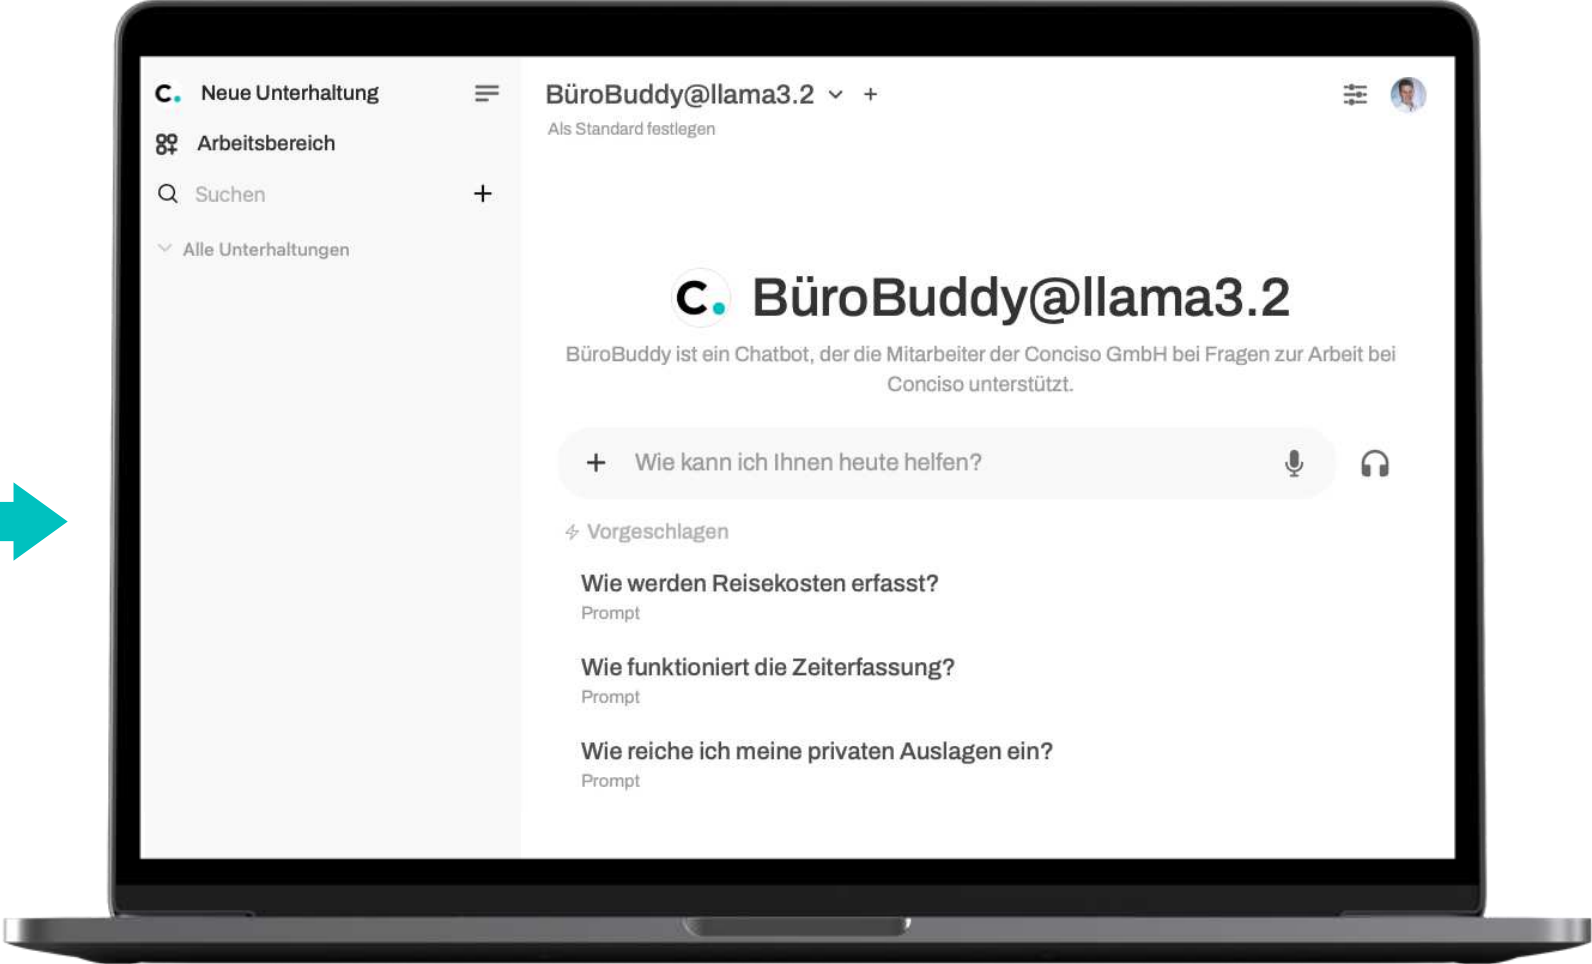 C. Neue Unterhaltung
Arbeitsbereich
Suchen
Alle Unterhaltungen
BüroBuddy@llama3.2
Als Standard festlegen
C. BüroBuddy@llama3.2
BüroBuddy ist ein Chatbot, der die Mitarbeiter der Conciso GmbH bei Fragen zur Arbeit bei
Conciso unterstützt.
Wie kann ich Ihnen heute helfen?
Vorgeschlagen
Wie werden Reisekosten erfasst?
Prompt
Wie funktioniert die Zeiterfassung?
Prompt
Wie reiche ich meine privaten Auslagen ein?
Prompt